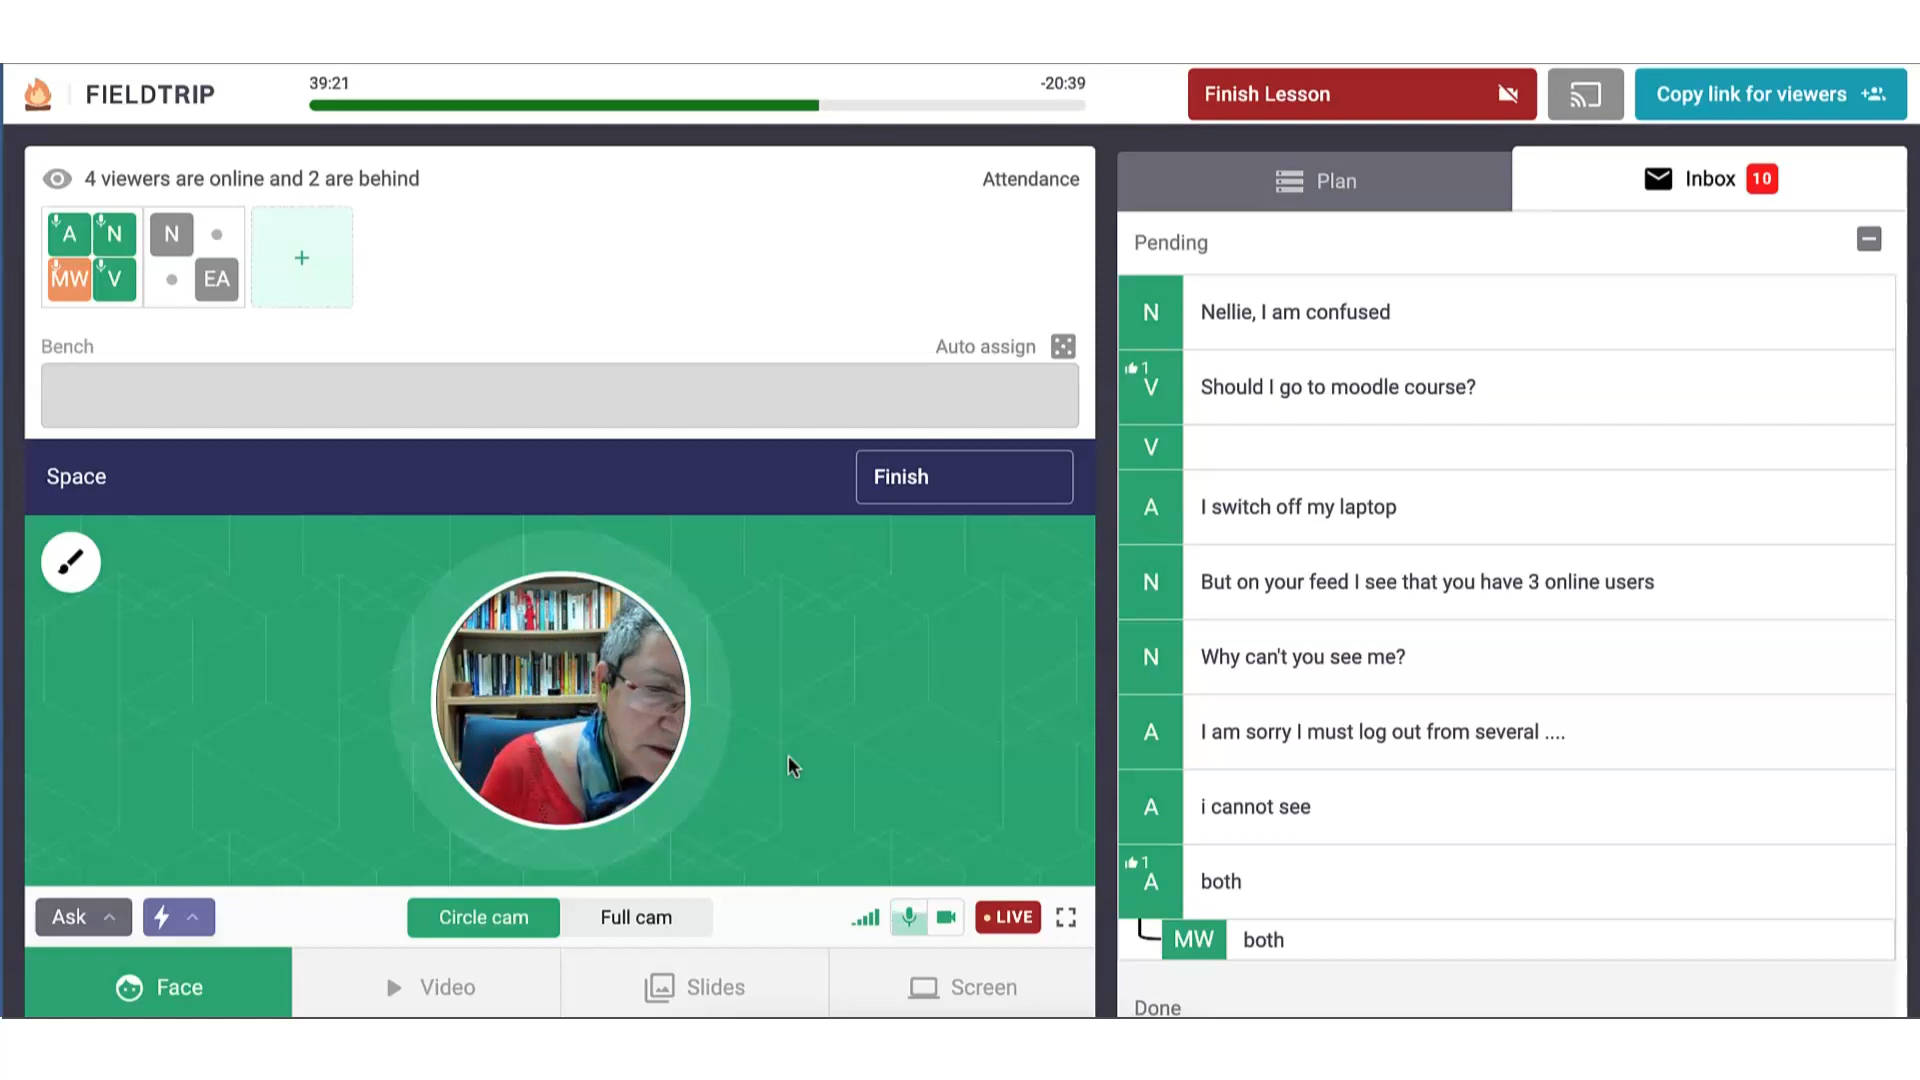 FIELDTRIP
39:21
-20:39
Finish Lesson
Copy link for viewers
4 viewers are online and 2 are behind
Attendance
A N N
MW V EA
+
Bench
Auto assign
Space
Finish
Ask
Circle cam
Full cam
LIVE
Face
Video
Slides
Screen
Plan
Inbox 10
Pending
N Nellie, I am confused
1
V Should I go to moodle course?
V
A I switch off my laptop
N But on your feed I see that you have 3 online users
N Why can't you see me?
A I am sorry I must log out from several ....
A i cannot see
1
A both
MW both
Done